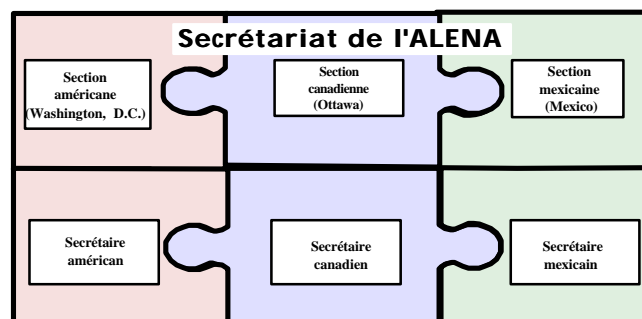 Secrétariat de l'ALENA
Section
américane
(Washington, D.C.)
Section
canadienne
(Ottawa)
Section
mexicaine
(Mexico)
Secrétaire
américan
Secrétaire
canadien
Secrétaire
mexicain